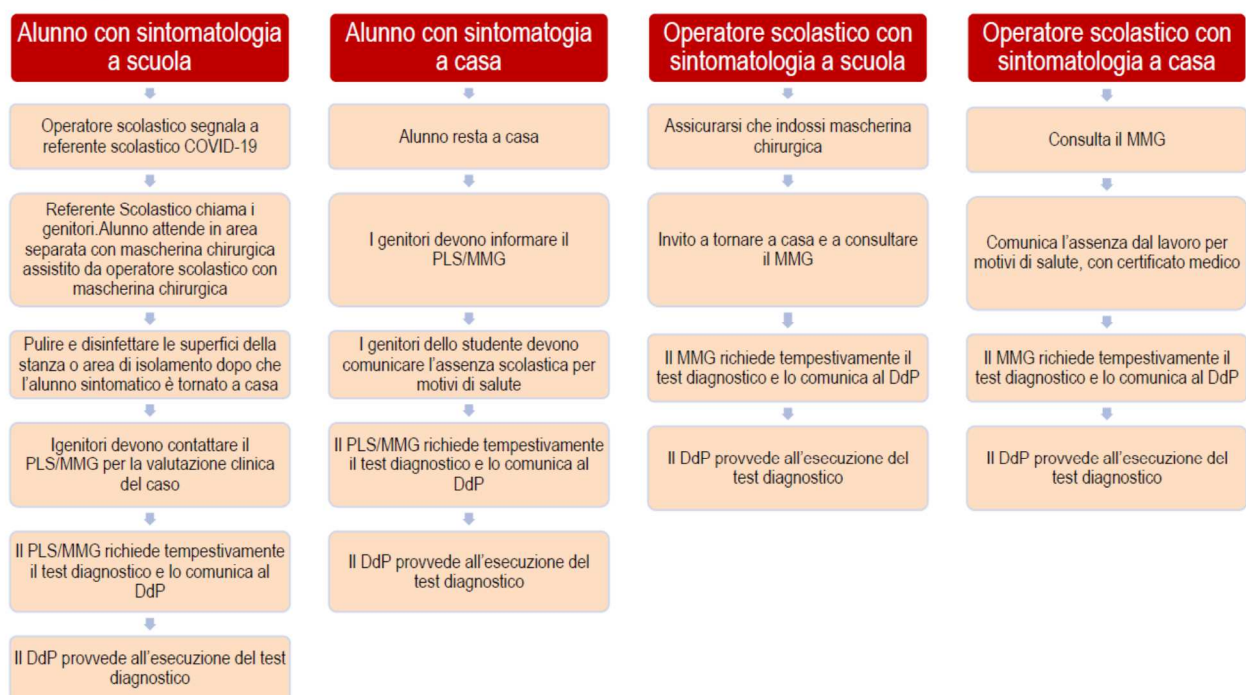 Alunno con sintomatologia
a scuola
Operatore scolastico segnala a
referente scolastico COVID-19
Referente Scolastico chiama i
genitori.Alunno attende in area
separata con mascherina chirurgica
assistito da operatore scolastico con
mascherina chirurgica
Pulire e disinfettare le superfici della
stanza o area di isolamento dopo che
l'alunno sintomatico è tornato a casa
Igenitori devono contattare il
PLS/MMG per la valutazione clinica
del caso
Il PLS/MMG richiede tempestivamente
il test diagnostico e lo comunica al
DdP
Il DdP provvede all'esecuzione del test
diagnostico
Alunno con sintomatogia
a casa
Alunno resta a casa
I genitori devono informare il
PLS/MMG
I genitori dello studente devono
comunicare l'assenza scolastica per
motivi di salute
Il PLS/MMG richiede tempestivamente
il test diagnostico e lo comunica al
DdP
Il DdP provvede all'esecuzione del
test diagnostico
Operatore scolastico con
sintomatologia a scuola
Assicurarsi che indossi mascherina
chirurgica
Invito a tornare a casa e a consultare
il MMG
Il MMG richiede tempestivamente il
test diagnostico e lo comunica al DdP
Il DdP provvede all'esecuzione del
test diagnostico
Operatore scolastico con
sintomatologia a casa
Consulta il MMG
Comunica l'assenza dal lavoro per
motivi di salute, con certificato medico
Il MMG richiede tempestivamente il
test diagnostico e lo comunica al DdP
Il DdP provvede all'esecuzione del
test diagnostico